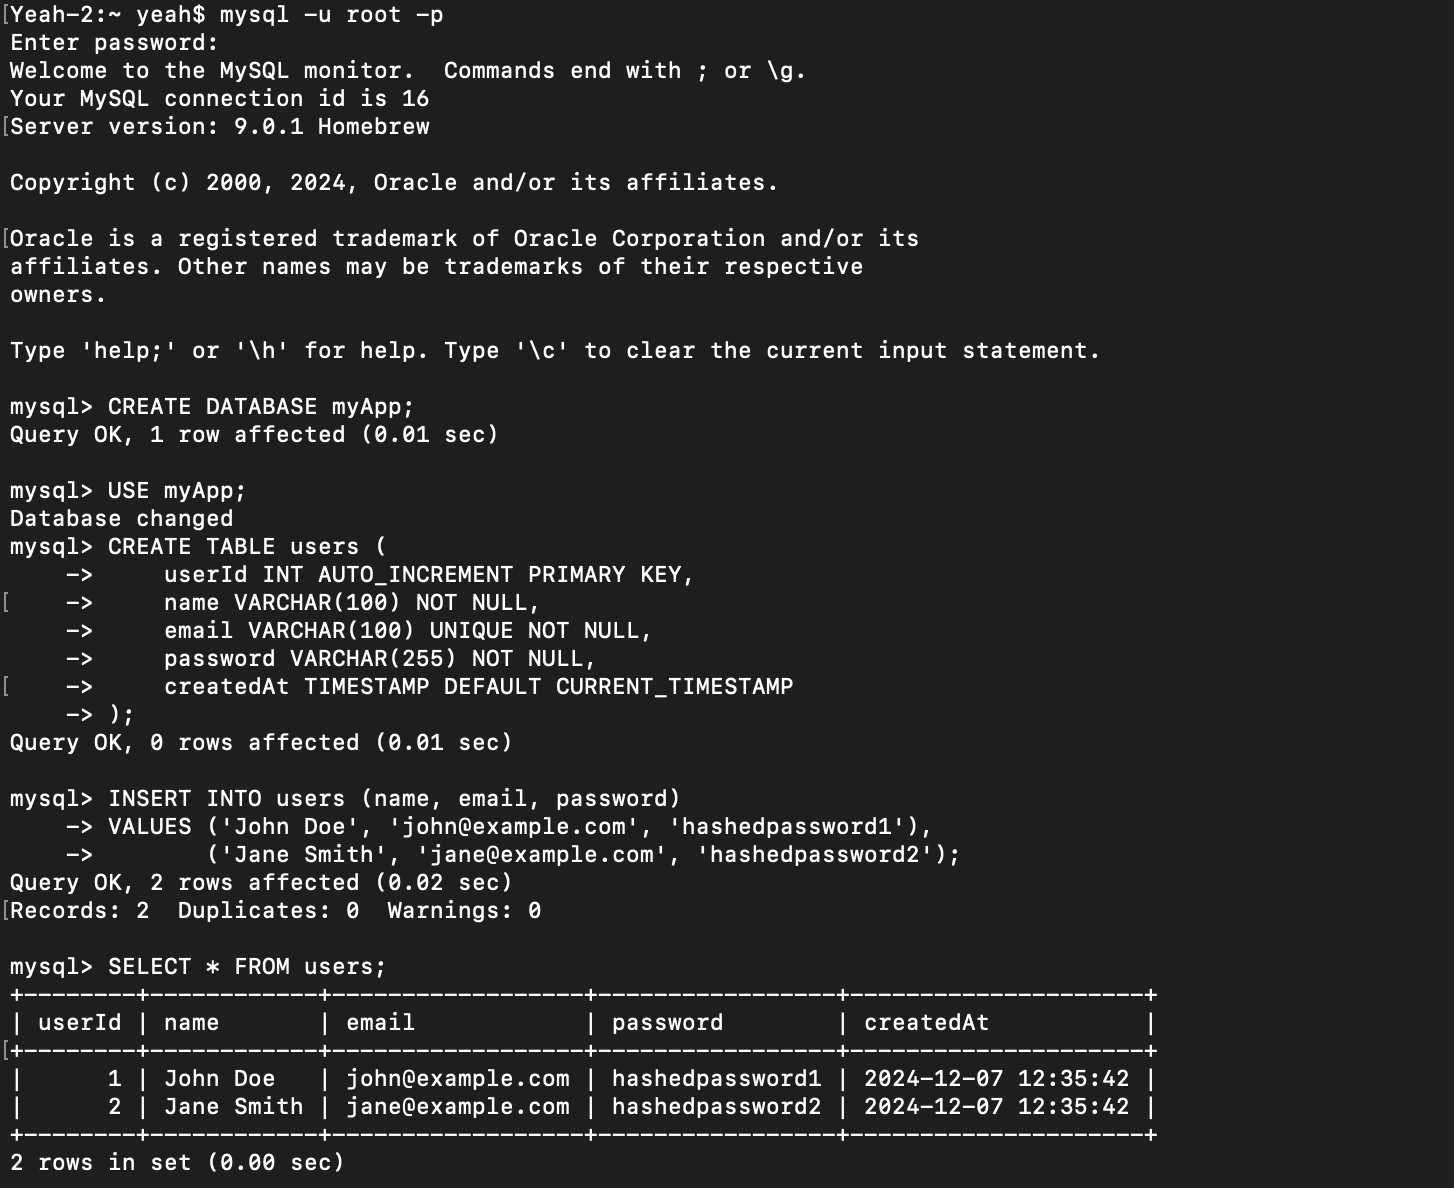 [Yeah-2:~ yeah$ mysql -u root -p
Enter password:
Welcome to the MySQL monitor.  Commands end with ; or \g.
Your MySQL connection id is 16
[Server version: 9.0.1 Homebrew

Copyright (c) 2000, 2024, Oracle and/or its affiliates.

[Oracle is a registered trademark of Oracle Corporation and/or its
affiliates. Other names may be trademarks of their respective
owners.

Type 'help;' or '\h' for help. Type '\c' to clear the current input statement.

mysql> CREATE DATABASE myApp;
Query OK, 1 row affected (0.01 sec)

mysql> USE myApp;
Database changed
mysql> CREATE TABLE users (
    ->     userId INT AUTO_INCREMENT PRIMARY KEY,
[    ->     name VARCHAR(100) NOT NULL,
    ->     email VARCHAR(100) UNIQUE NOT NULL,
    ->     password VARCHAR(255) NOT NULL,
[    ->     createdAt TIMESTAMP DEFAULT CURRENT_TIMESTAMP
    -> );
Query OK, 0 rows affected (0.01 sec)

mysql> INSERT INTO users (name, email, password)
    -> VALUES ('John Doe', 'john@example.com', 'hashedpassword1'),
    ->        ('Jane Smith', 'jane@example.com', 'hashedpassword2');
Query OK, 2 rows affected (0.02 sec)
[Records: 2  Duplicates: 0  Warnings: 0

mysql> SELECT * FROM users;
+--------+------------+------------------+-----------------+---------------------+
| userId | name       | email            | password        | createdAt           |
[+--------+------------+------------------+-----------------+---------------------+
|      1 | John Doe   | john@example.com | hashedpassword1 | 2024-12-07 12:35:42 |
|      2 | Jane Smith | jane@example.com | hashedpassword2 | 2024-12-07 12:35:42 |
+--------+------------+------------------+-----------------+---------------------+
2 rows in set (0.00 sec)